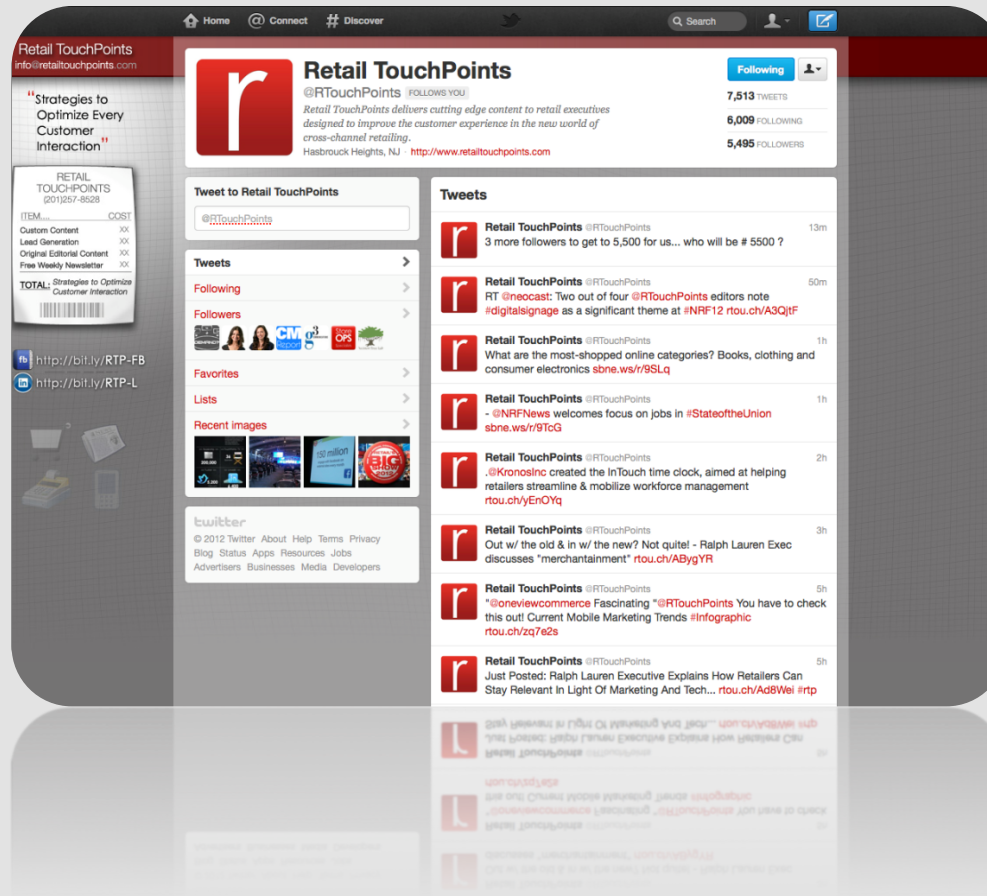 Home @ Connect # Discover Search
Retail TouchPoints
info@retailtouchpoints.com
"Strategies to
Optimize Every
Customer
Interaction"
RETAIL
TOUCHPOINTS
(201)257-8528
ITEM.... COST
Custom Content XX
Lead Generation XX
Original Editorial Content XX
Free Weekly Newsletter XX
TOTAL: Strategies to Optimize
Customer Interaction
fb http://bit.ly/RTP-FB
in http://bit.ly/RTP-L
r
Retail TouchPoints
@RTouchPoints FOLLOWS YOU
Retail TouchPoints delivers cutting edge content to retail executives
designed to improve the customer experience in the new world of
cross-channel retailing.
Hasbrouck Heights, NJ · http://www.retailtouchpoints.com
Following
7,513 TWEETS
6,009 FOLLOWING
5,495 FOLLOWERS
Tweet to Retail TouchPoints
@RTouchPoints
Tweets
Following
Followers
CM
Report
g3
Store
OPS
Favorites
Lists
Recent images
150 million
BIG
SHOW
twitter
© 2012 Twitter About Help Terms Privacy
Blog Status Apps Resources Jobs
Advertisers Businesses Media Developers
Tweets
r
Retail TouchPoints @RTouchPoints 13m
3 more followers to get to 5,500 for us... who will be # 5500 ?
r
Retail TouchPoints @RTouchPoints 50m
RT @neocast: Two out of four @RTouchPoints editors note
#digitalsignage as a significant theme at #NRF12 rtou.ch/A3QjtF
r
Retail TouchPoints @RTouchPoints 1h
What are the most-shopped online categories? Books, clothing and
consumer electronics sbne.ws/r/9SLq
r
Retail TouchPoints @RTouchPoints 1h
- @NRFNews welcomes focus on jobs in #StateoftheUnion
sbne.ws/r/9TcG
r
Retail TouchPoints @RTouchPoints 2h
.@KronosInc created the InTouch time clock, aimed at helping
retailers streamline & mobilize workforce management
rtou.ch/yEnOYq
r
Retail TouchPoints @RTouchPoints 3h
Out w/ the old & in w/ the new? Not quite! - Ralph Lauren Exec
discusses "merchantainment" rtou.ch/ABygYR
r
Retail TouchPoints @RTouchPoints 5h
"@oneviewcommerce Fascinating "@RTouchPoints You have to check
this out! Current Mobile Marketing Trends #Infographic
rtou.ch/zq7e2s
r
Retail TouchPoints @RTouchPoints 5h
Just Posted: Ralph Lauren Executive Explains How Retailers Can
Stay Relevant In Light Of Marketing And Tech... rtou.ch/Ad8Wei #rtp